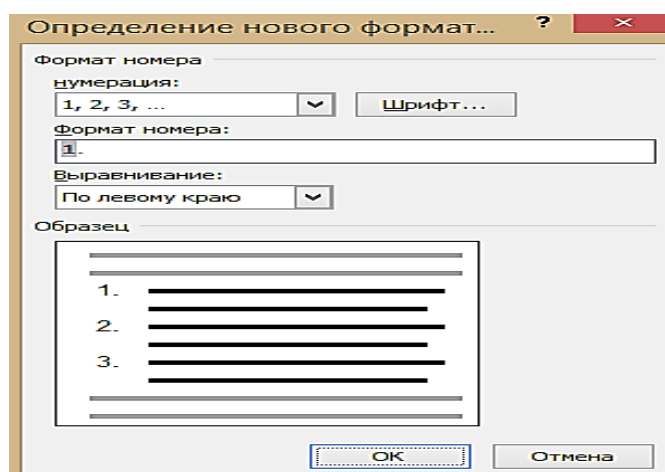 Определение нового формат... ? ×
Формат номера
нумерация:
1, 2, 3, ... Шрифт...
Формат номера:
1.
Выравнивание:
По левому краю
Образец
1.
2.
3.
ОК Отмена